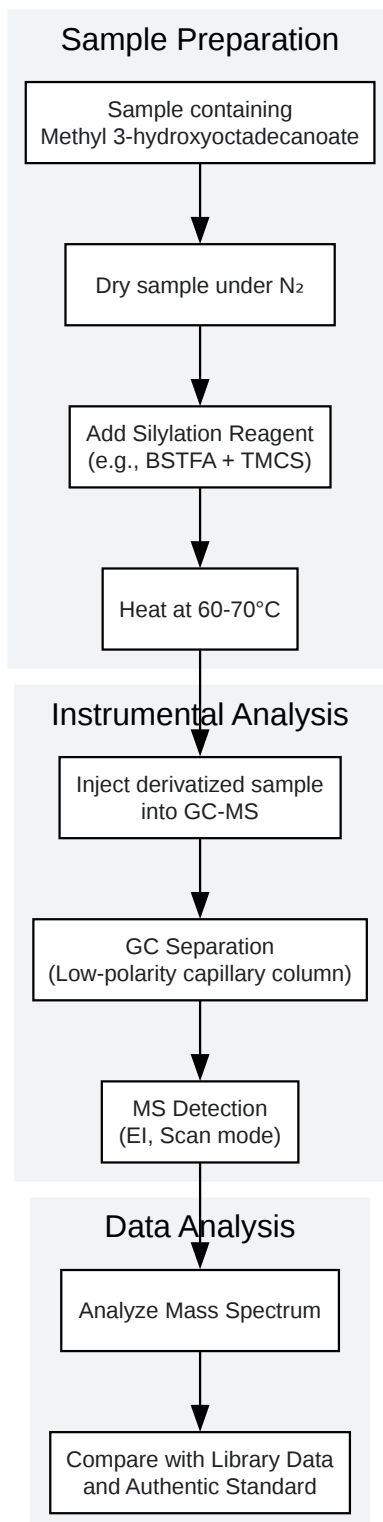 Sample Preparation
Sample containing
Methyl 3-hydroxyoctadecanoate
Dry sample under N₂
Add Silylation Reagent
(e.g., BSTFA + TMCS)
Heat at 60-70°C
Instrumental Analysis
Inject derivatized sample
into GC-MS
GC Separation
(Low-polarity capillary column)
MS Detection
(EI, Scan mode)
Data Analysis
Analyze Mass Spectrum
Compare with Library Data
and Authentic Standard